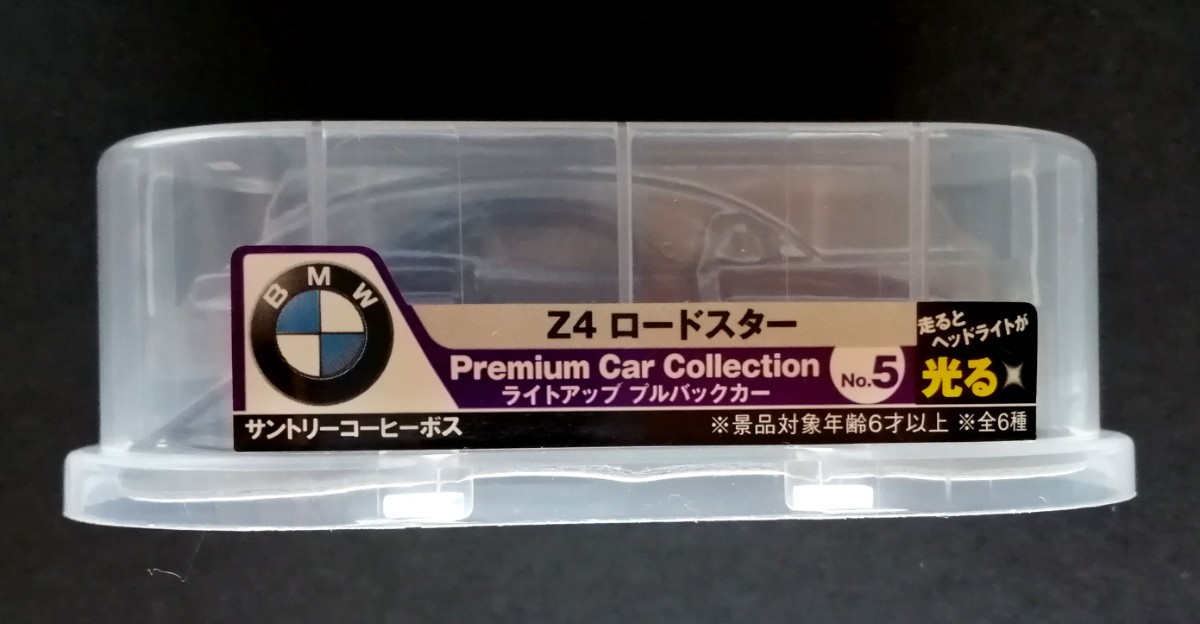 BMW
Z4 ロードスター
Premium Car Collection
No.5
ライトアップ プルバックカー
走ると
ヘッドライトが
光る
サントリーコーヒーボス
※景品対象年齢6才以上 ※全6種